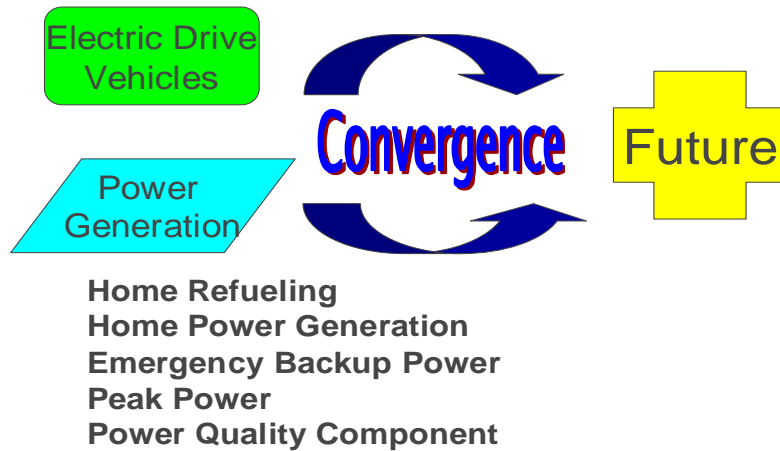 Electric Drive
Vehicles
Convergence
Future
Power
Generation
Home Refueling
Home Power Generation
Emergency Backup Power
Peak Power
Power Quality Component